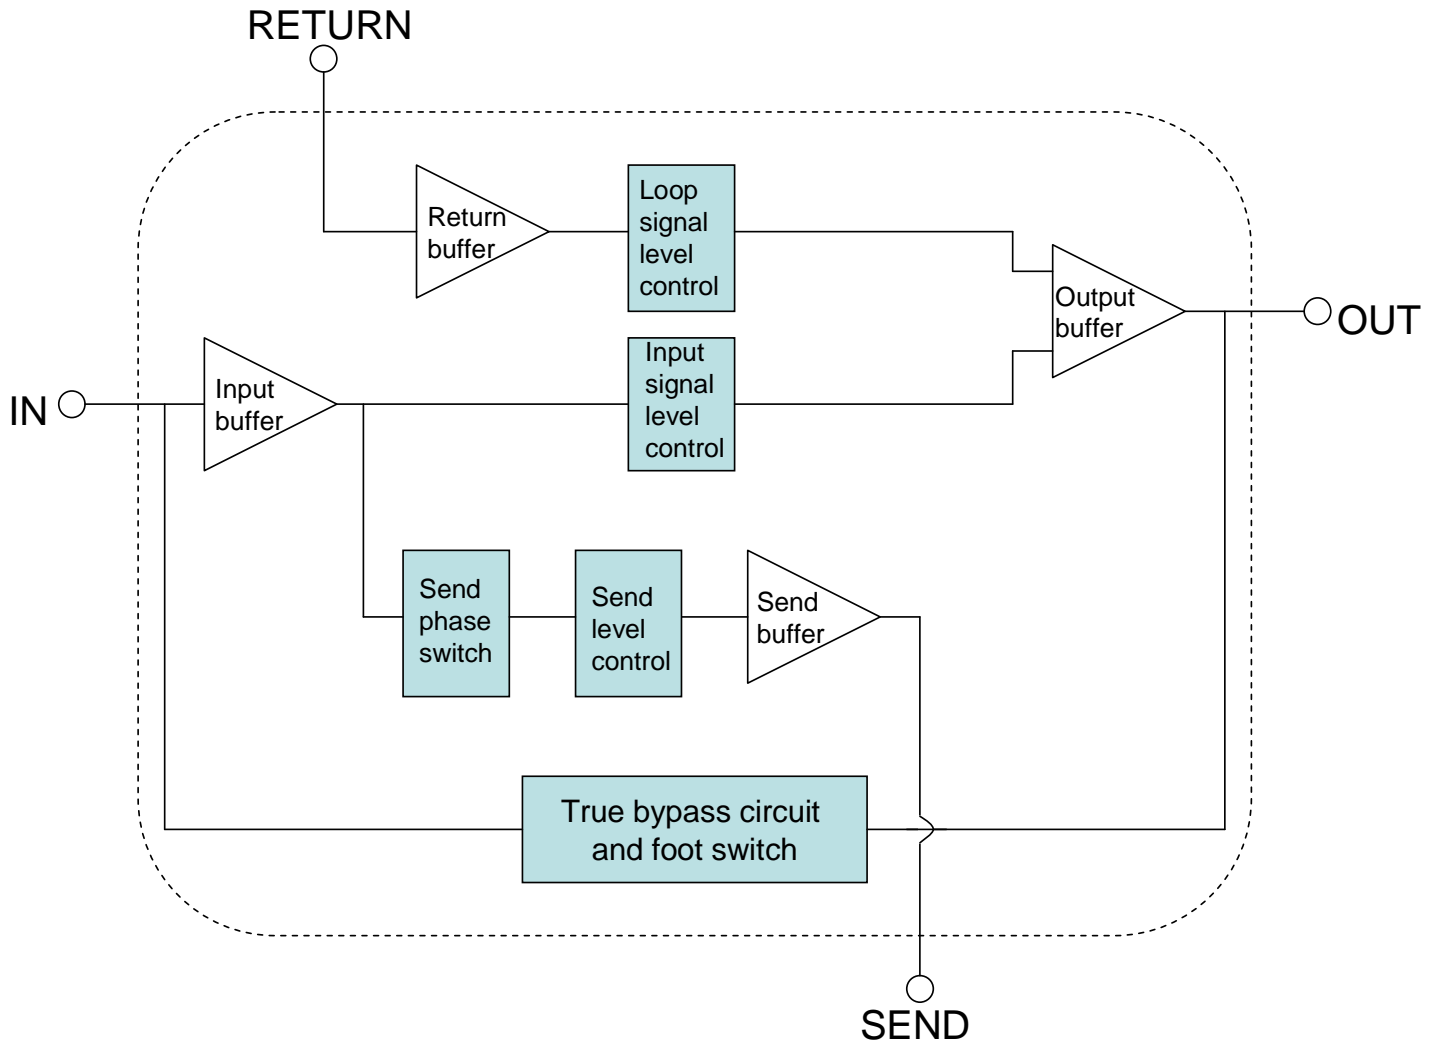 RETURN
Return
buffer
Loop
signal
level
control
Output
buffer
OUT
IN
Input
buffer
Input
signal
level
control
Send
phase
switch
Send
level
control
Send
buffer
True bypass circuit
and foot switch
SEND